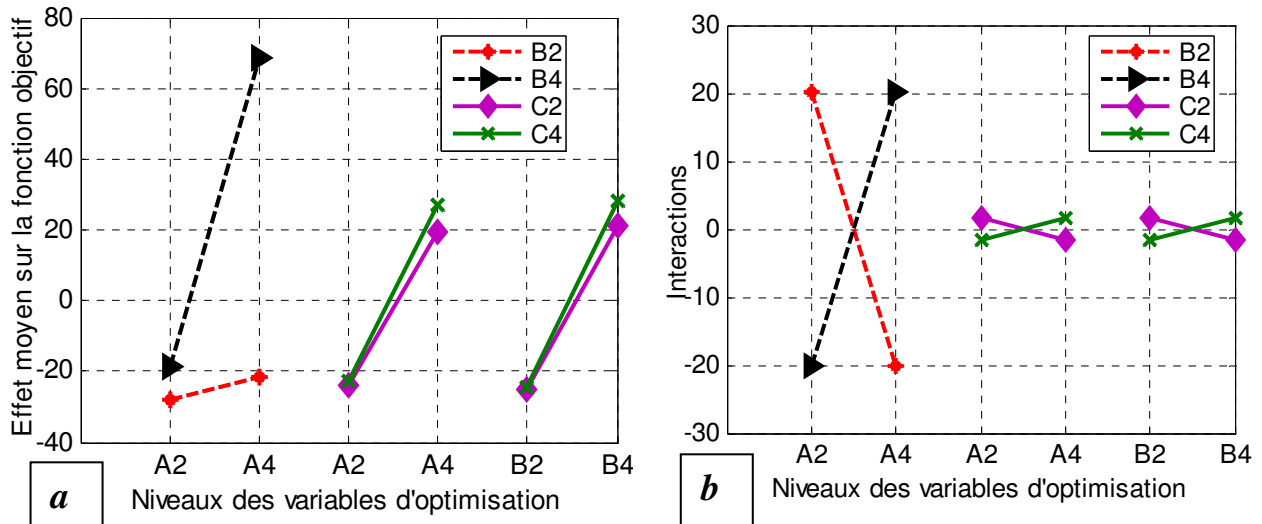 80
60
40
20
0
-20
-40
Effet moyen sur la fonction objectif
B2
B4
C2
C4
A2 A4 A2 A4 B2 B4
Niveaux des variables d'optimisation
a
30
20
10
0
-10
-20
-30
Interactions
B2
B4
C2
C4
A2 A4 A2 A4 B2 B4
Niveaux des variables d'optimisation
b